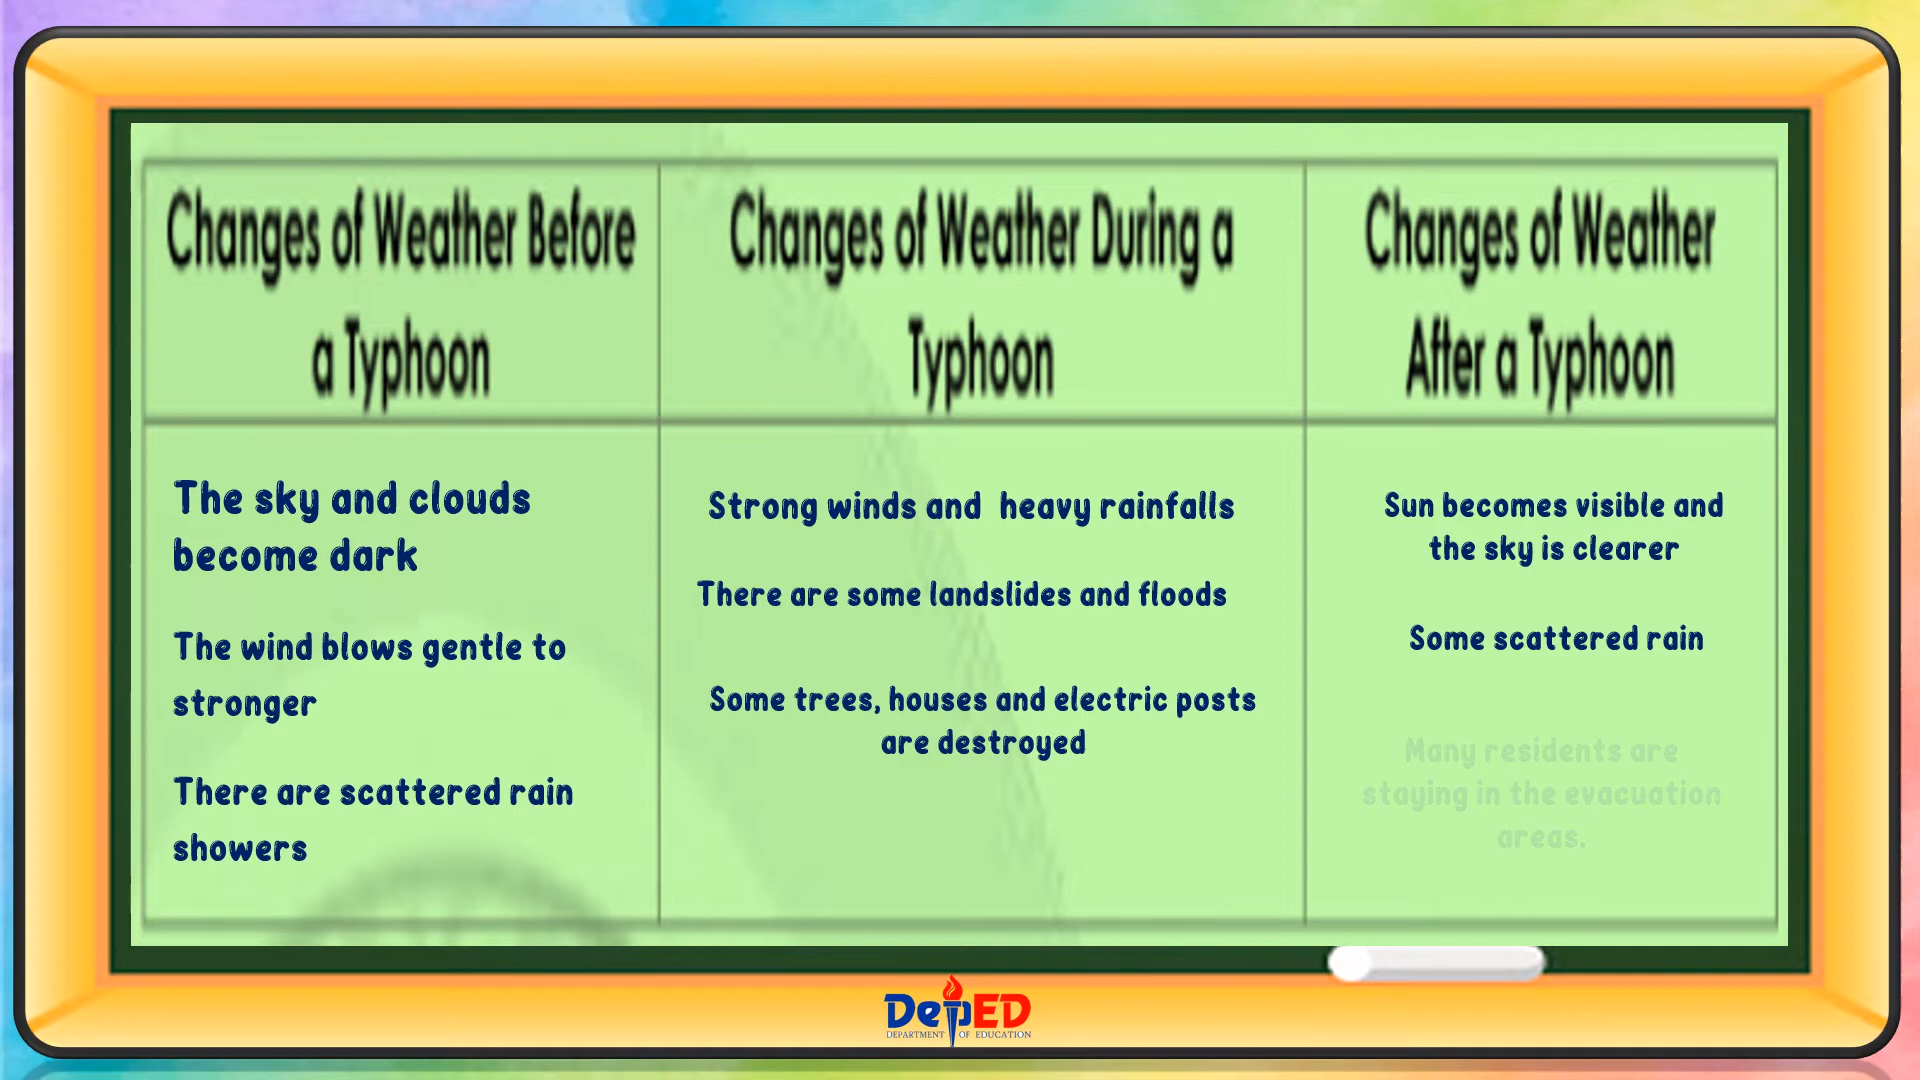 Changes of Weather Before
a Typhoon
Changes of Weather During a
Typhoon
Changes of Weather
After a Typhoon
The sky and clouds
become dark
The wind blows gentle to
stronger
There are scattered rain
showers
Strong winds and  heavy rainfalls
There are some landslides and floods
Some trees, houses and electric posts
are destroyed
Sun becomes visible and
the sky is clearer
Some scattered rain
Many residents are
staying in the evacuation
areas.
DepED
DEPARTMENT OF EDUCATION